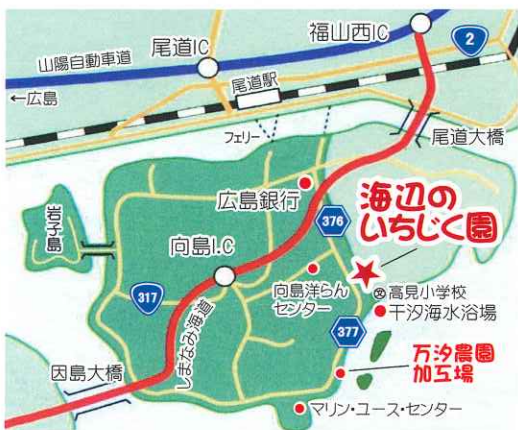 福山西IC
尾道IC
2
山陽自動車道
尾道駅
←広島
フェリー
尾道大橋
広島銀行
海辺の
いちじく園
岩子島
376
向島I.C
向島洋らん
センター
㊫高見小学校
干汐海水浴場
317
しまなみ海道
377
万汐農園
加工場
因島大橋
マリン・ユース・センター